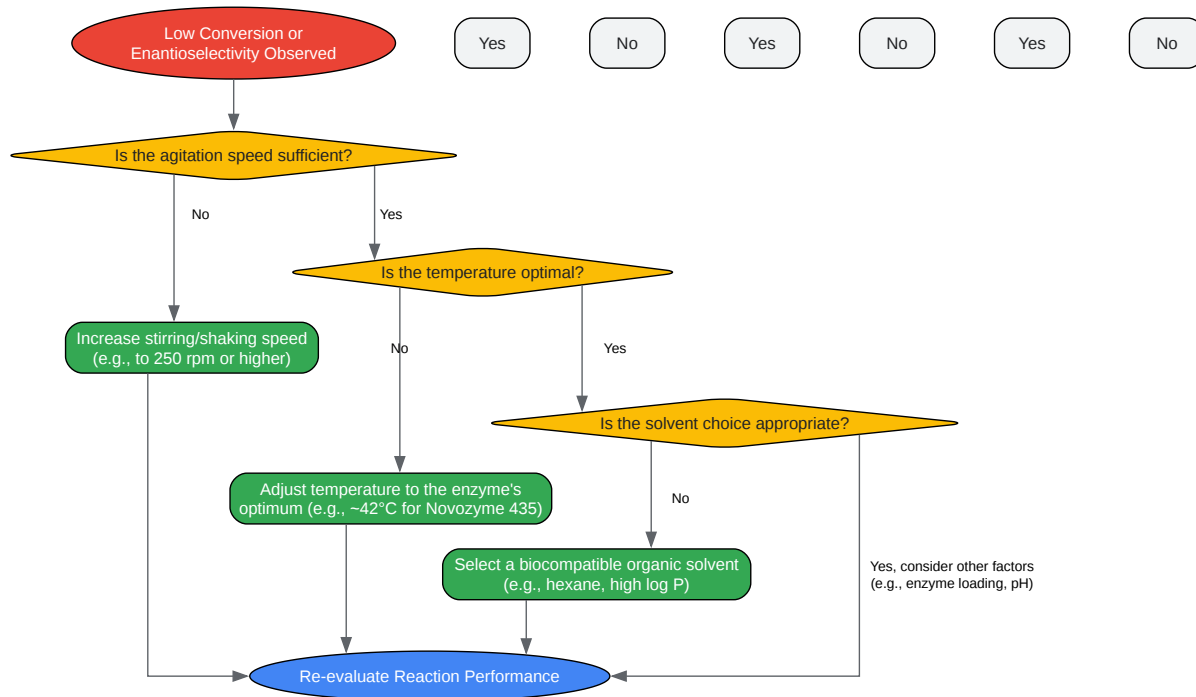 Low Conversion or
Enantioselectivity Observed
Yes
No
Yes
No
Yes
No
Is the agitation speed sufficient?
No
Yes
Is the temperature optimal?
Increase stirring/shaking speed
(e.g., to 250 rpm or higher)
No
Yes
Is the solvent choice appropriate?
Adjust temperature to the enzyme's
optimum (e.g., ~42°C for Novozyme 435)
No
Select a biocompatible organic solvent
(e.g., hexane, high log P)
Yes, consider other factors
(e.g., enzyme loading, pH)
Re-evaluate Reaction Performance